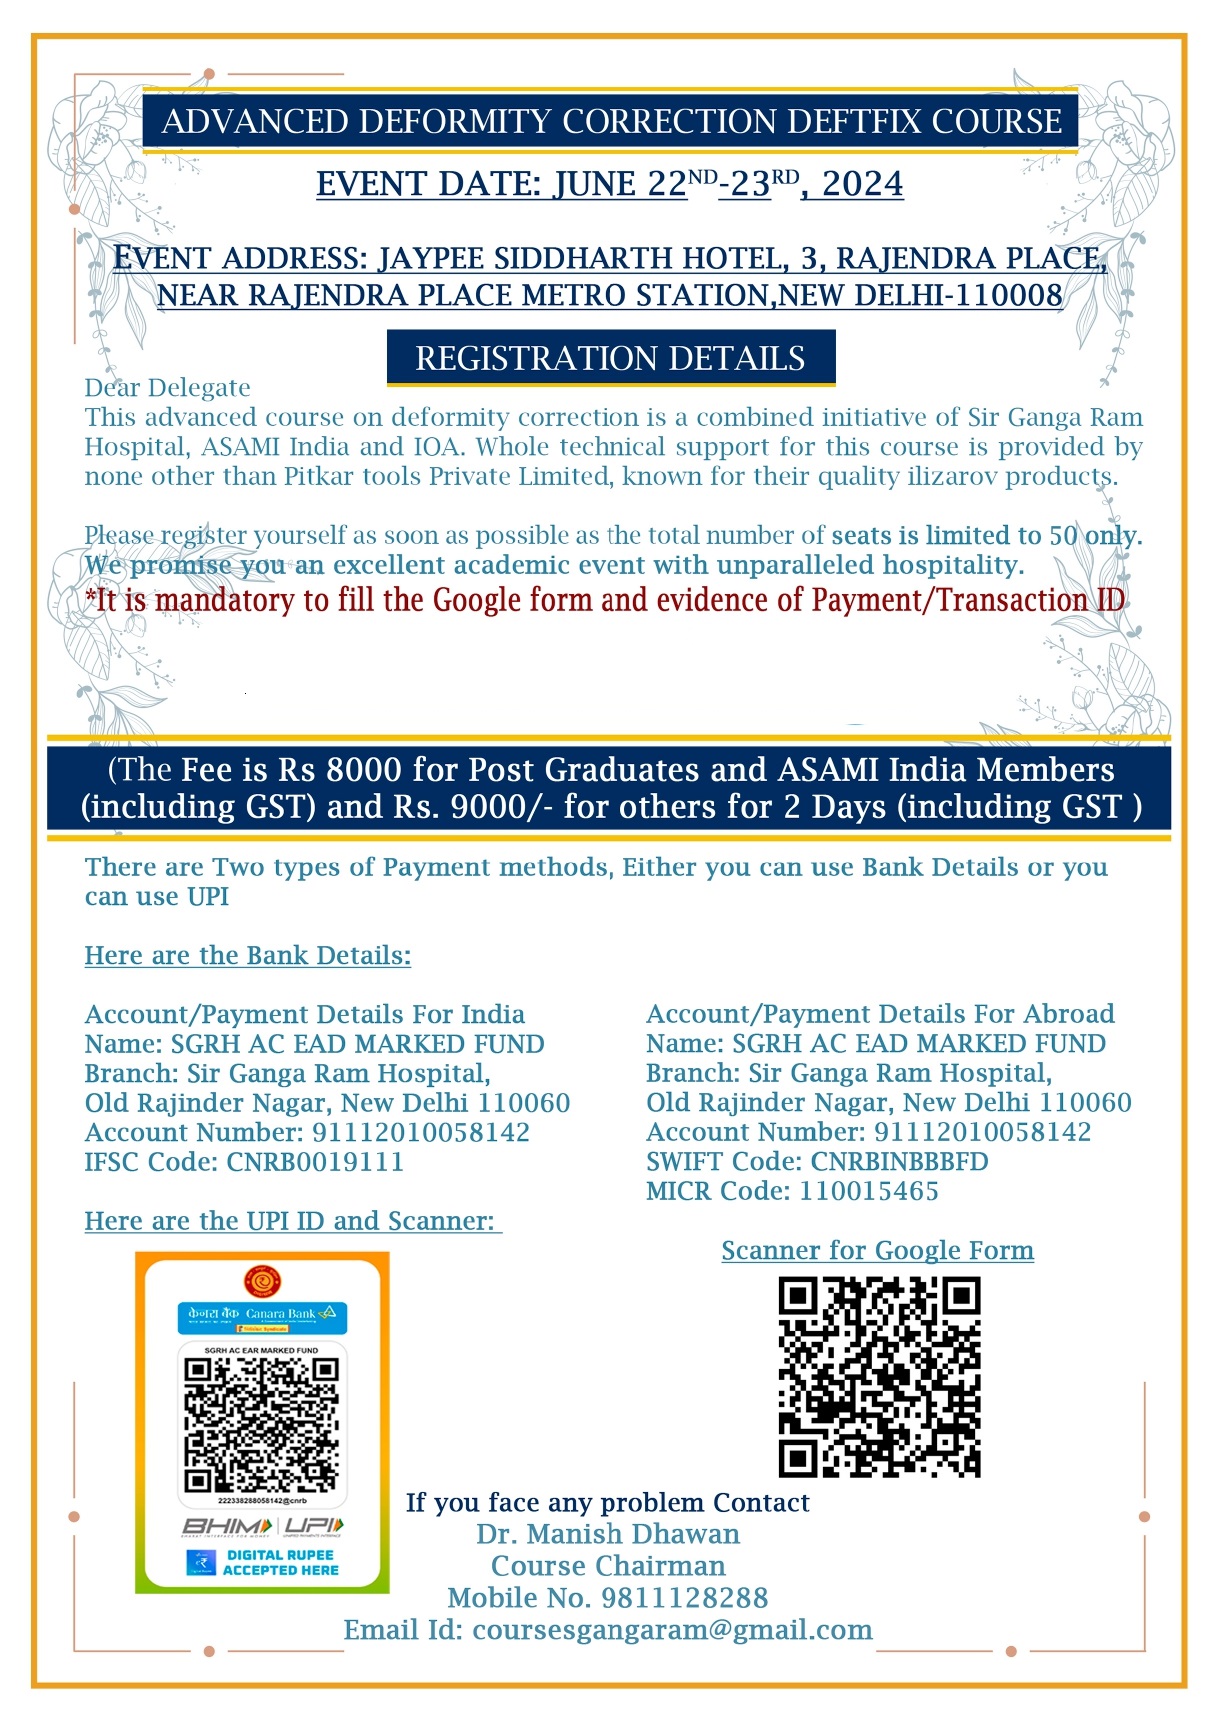 ADVANCED DEFORMITY CORRECTION DEFTFIX COURSE
EVENT DATE: JUNE 22ND-23RD, 2024
EVENT ADDRESS: JAYPEE SIDDHARTH HOTEL, 3, RAJENDRA PLACE,
NEAR RAJENDRA PLACE METRO STATION,NEW DELHI-110008
REGISTRATION DETAILS
Dear Delegate
This advanced course on deformity correction is a combined initiative of Sir Ganga Ram
Hospital, ASAMI India and IOA. Whole technical support for this course is provided by
none other than Pitkar tools Private Limited, known for their quality ilizarov products.
Please register yourself as soon as possible as the total number of seats is limited to 50 only.
We promise you an excellent academic event with unparalleled hospitality.
*It is mandatory to fill the Google form and evidence of Payment/Transaction ID
(The Fee is Rs 8000 for Post Graduates and ASAMI India Members
(including GST) and Rs. 9000/- for others for 2 Days (including GST )
There are Two types of Payment methods, Either you can use Bank Details or you
can use UPI
Here are the Bank Details:
Account/Payment Details For India
Name: SGRH AC EAD MARKED FUND
Branch: Sir Ganga Ram Hospital,
Old Rajinder Nagar, New Delhi 110060
Account Number: 91112010058142
IFSC Code: CNRB0019111
Account/Payment Details For Abroad
Name: SGRH AC EAD MARKED FUND
Branch: Sir Ganga Ram Hospital,
Old Rajinder Nagar, New Delhi 110060
Account Number: 91112010058142
SWIFT Code: CNRBINBBBFD
MICR Code: 110015465
Here are the UPI ID and Scanner:
केनरा बैंक Canara Bank
SGRH AC EAR MARKED FUND
222338288058142@cnrb
BHIM UPI
DIGITAL RUPEE
ACCEPTED HERE
Scanner for Google Form
If you face any problem Contact
Dr. Manish Dhawan
Course Chairman
Mobile No. 9811128288
Email Id: coursesgangaram@gmail.com